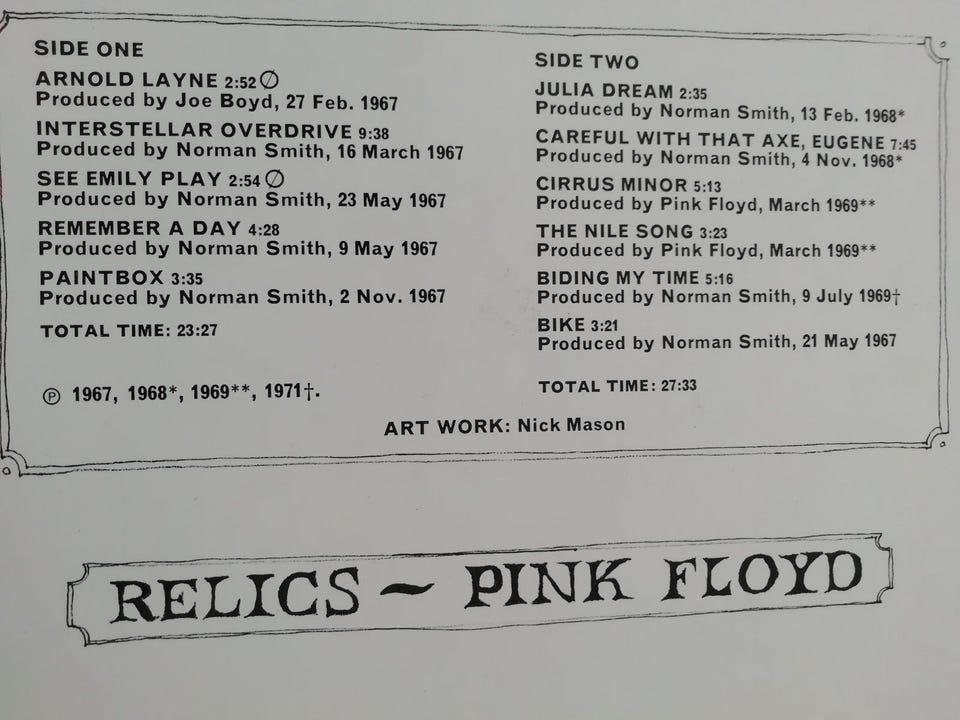 SIDE ONE
ARNOLD LAYNE 2:52 ∅
Produced by Joe Boyd, 27 Feb. 1967
INTERSTELLAR OVERDRIVE 9:38
Produced by Norman Smith, 16 March 1967
SEE EMILY PLAY 2:54 ∅
Produced by Norman Smith, 23 May 1967
REMEMBER A DAY 4:28
Produced by Norman Smith, 9 May 1967
PAINTBOX 3:35
Produced by Norman Smith, 2 Nov. 1967
TOTAL TIME: 23:27
℗ 1967, 1968*, 1969**, 1971†.
SIDE TWO
JULIA DREAM 2:35
Produced by Norman Smith, 13 Feb. 1968*
CAREFUL WITH THAT AXE, EUGENE 7:45
Produced by Norman Smith, 4 Nov. 1968*
CIRRUS MINOR 5:13
Produced by Pink Floyd, March 1969**
THE NILE SONG 3:23
Produced by Pink Floyd, March 1969**
BIDING MY TIME 5:16
Produced by Norman Smith, 9 July 1969†
BIKE 3:21
Produced by Norman Smith, 21 May 1967
TOTAL TIME: 27:33
ART WORK: Nick Mason
RELICS ~ PINK FLOYD